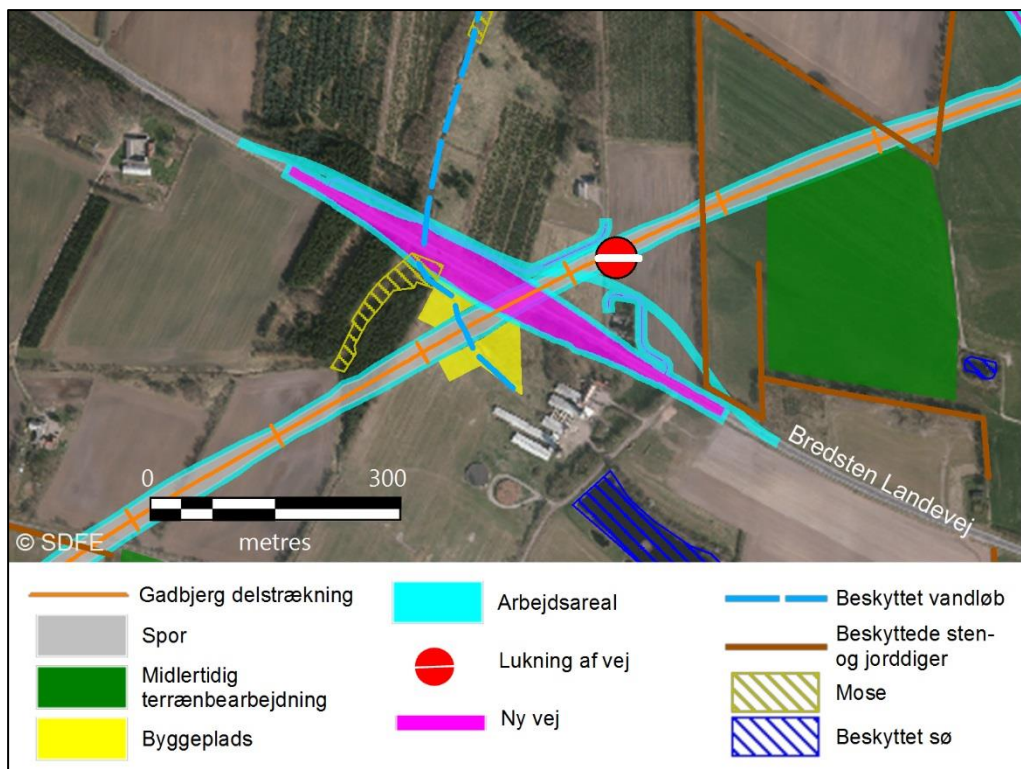 Bredsten Landevej
0 300
metres
© SDFE
Gadbjerg delstrækning
Spor
Midlertidig
terrænbearbejdning
Byggeplads
Arbejdsareal
Lukning af vej
Ny vej
Beskyttet vandløb
Beskyttede sten-
og jorddiger
Mose
Beskyttet sø